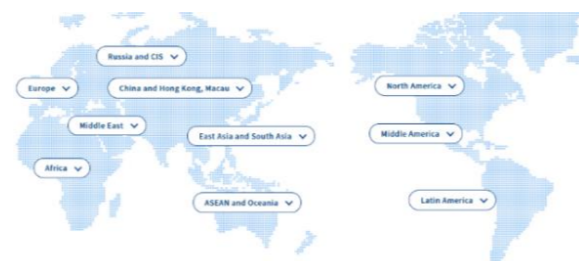 Russia and CIS
Europe
China and Hong Kong, Macau
North America
Middle East
East Asia and South Asia
Middle America
Africa
ASEAN and Oceania
Latin America